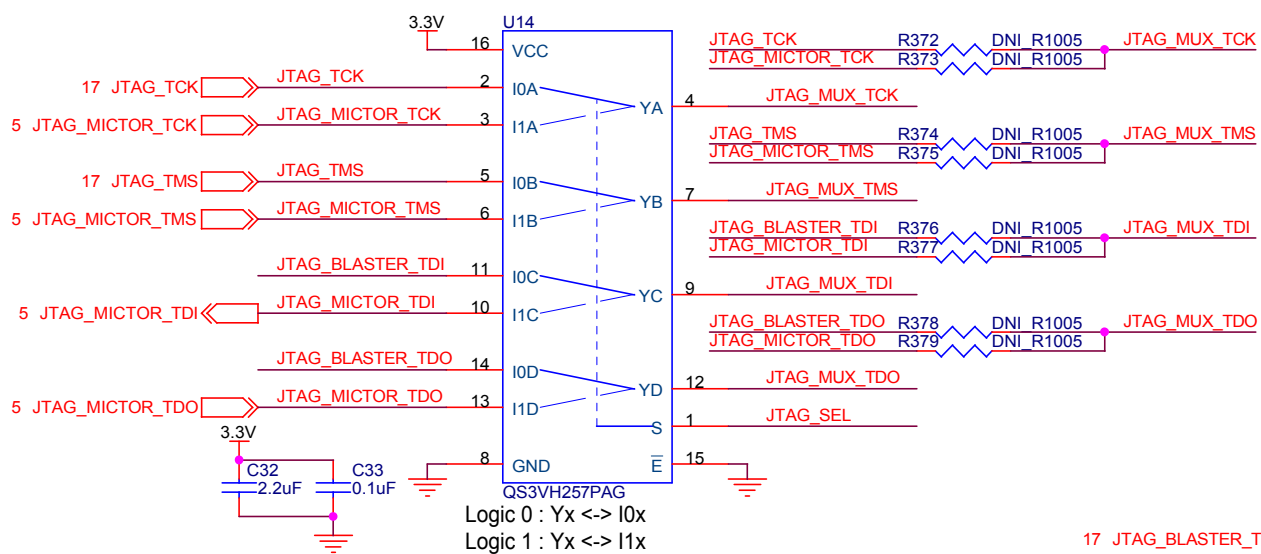 3.3V
U14
16 VCC
17 JTAG_TCK JTAG_TCK 2 I0A
YA 4 JTAG_MUX_TCK
5 JTAG_MICTOR_TCK JTAG_MICTOR_TCK 3 I1A
17 JTAG_TMS JTAG_TMS 5 I0B
YB 7 JTAG_MUX_TMS
5 JTAG_MICTOR_TMS JTAG_MICTOR_TMS 6 I1B
JTAG_BLASTER_TDI 11 I0C
YC 9 JTAG_MUX_TDI
5 JTAG_MICTOR_TDI JTAG_MICTOR_TDI 10 I1C
JTAG_BLASTER_TDO 14 I0D
YD 12 JTAG_MUX_TDO
5 JTAG_MICTOR_TDO JTAG_MICTOR_TDO 13 I1D
S 1 JTAG_SEL
8 GND
E 15
QS3VH257PAG
Logic 0 : Yx <-> I0x
Logic 1 : Yx <-> I1x
3.3V
C32
2.2uF
C33
0.1uF
JTAG_TCK R372 DNI_R1005 JTAG_MUX_TCK
JTAG_MICTOR_TCK R373 DNI_R1005
JTAG_TMS R374 DNI_R1005 JTAG_MUX_TMS
JTAG_MICTOR_TMS R375 DNI_R1005
JTAG_BLASTER_TDI R376 DNI_R1005 JTAG_MUX_TDI
JTAG_MICTOR_TDI R377 DNI_R1005
JTAG_BLASTER_TDO R378 DNI_R1005 JTAG_MUX_TDO
JTAG_MICTOR_TDO R379 DNI_R1005
17 JTAG_BLASTER_T